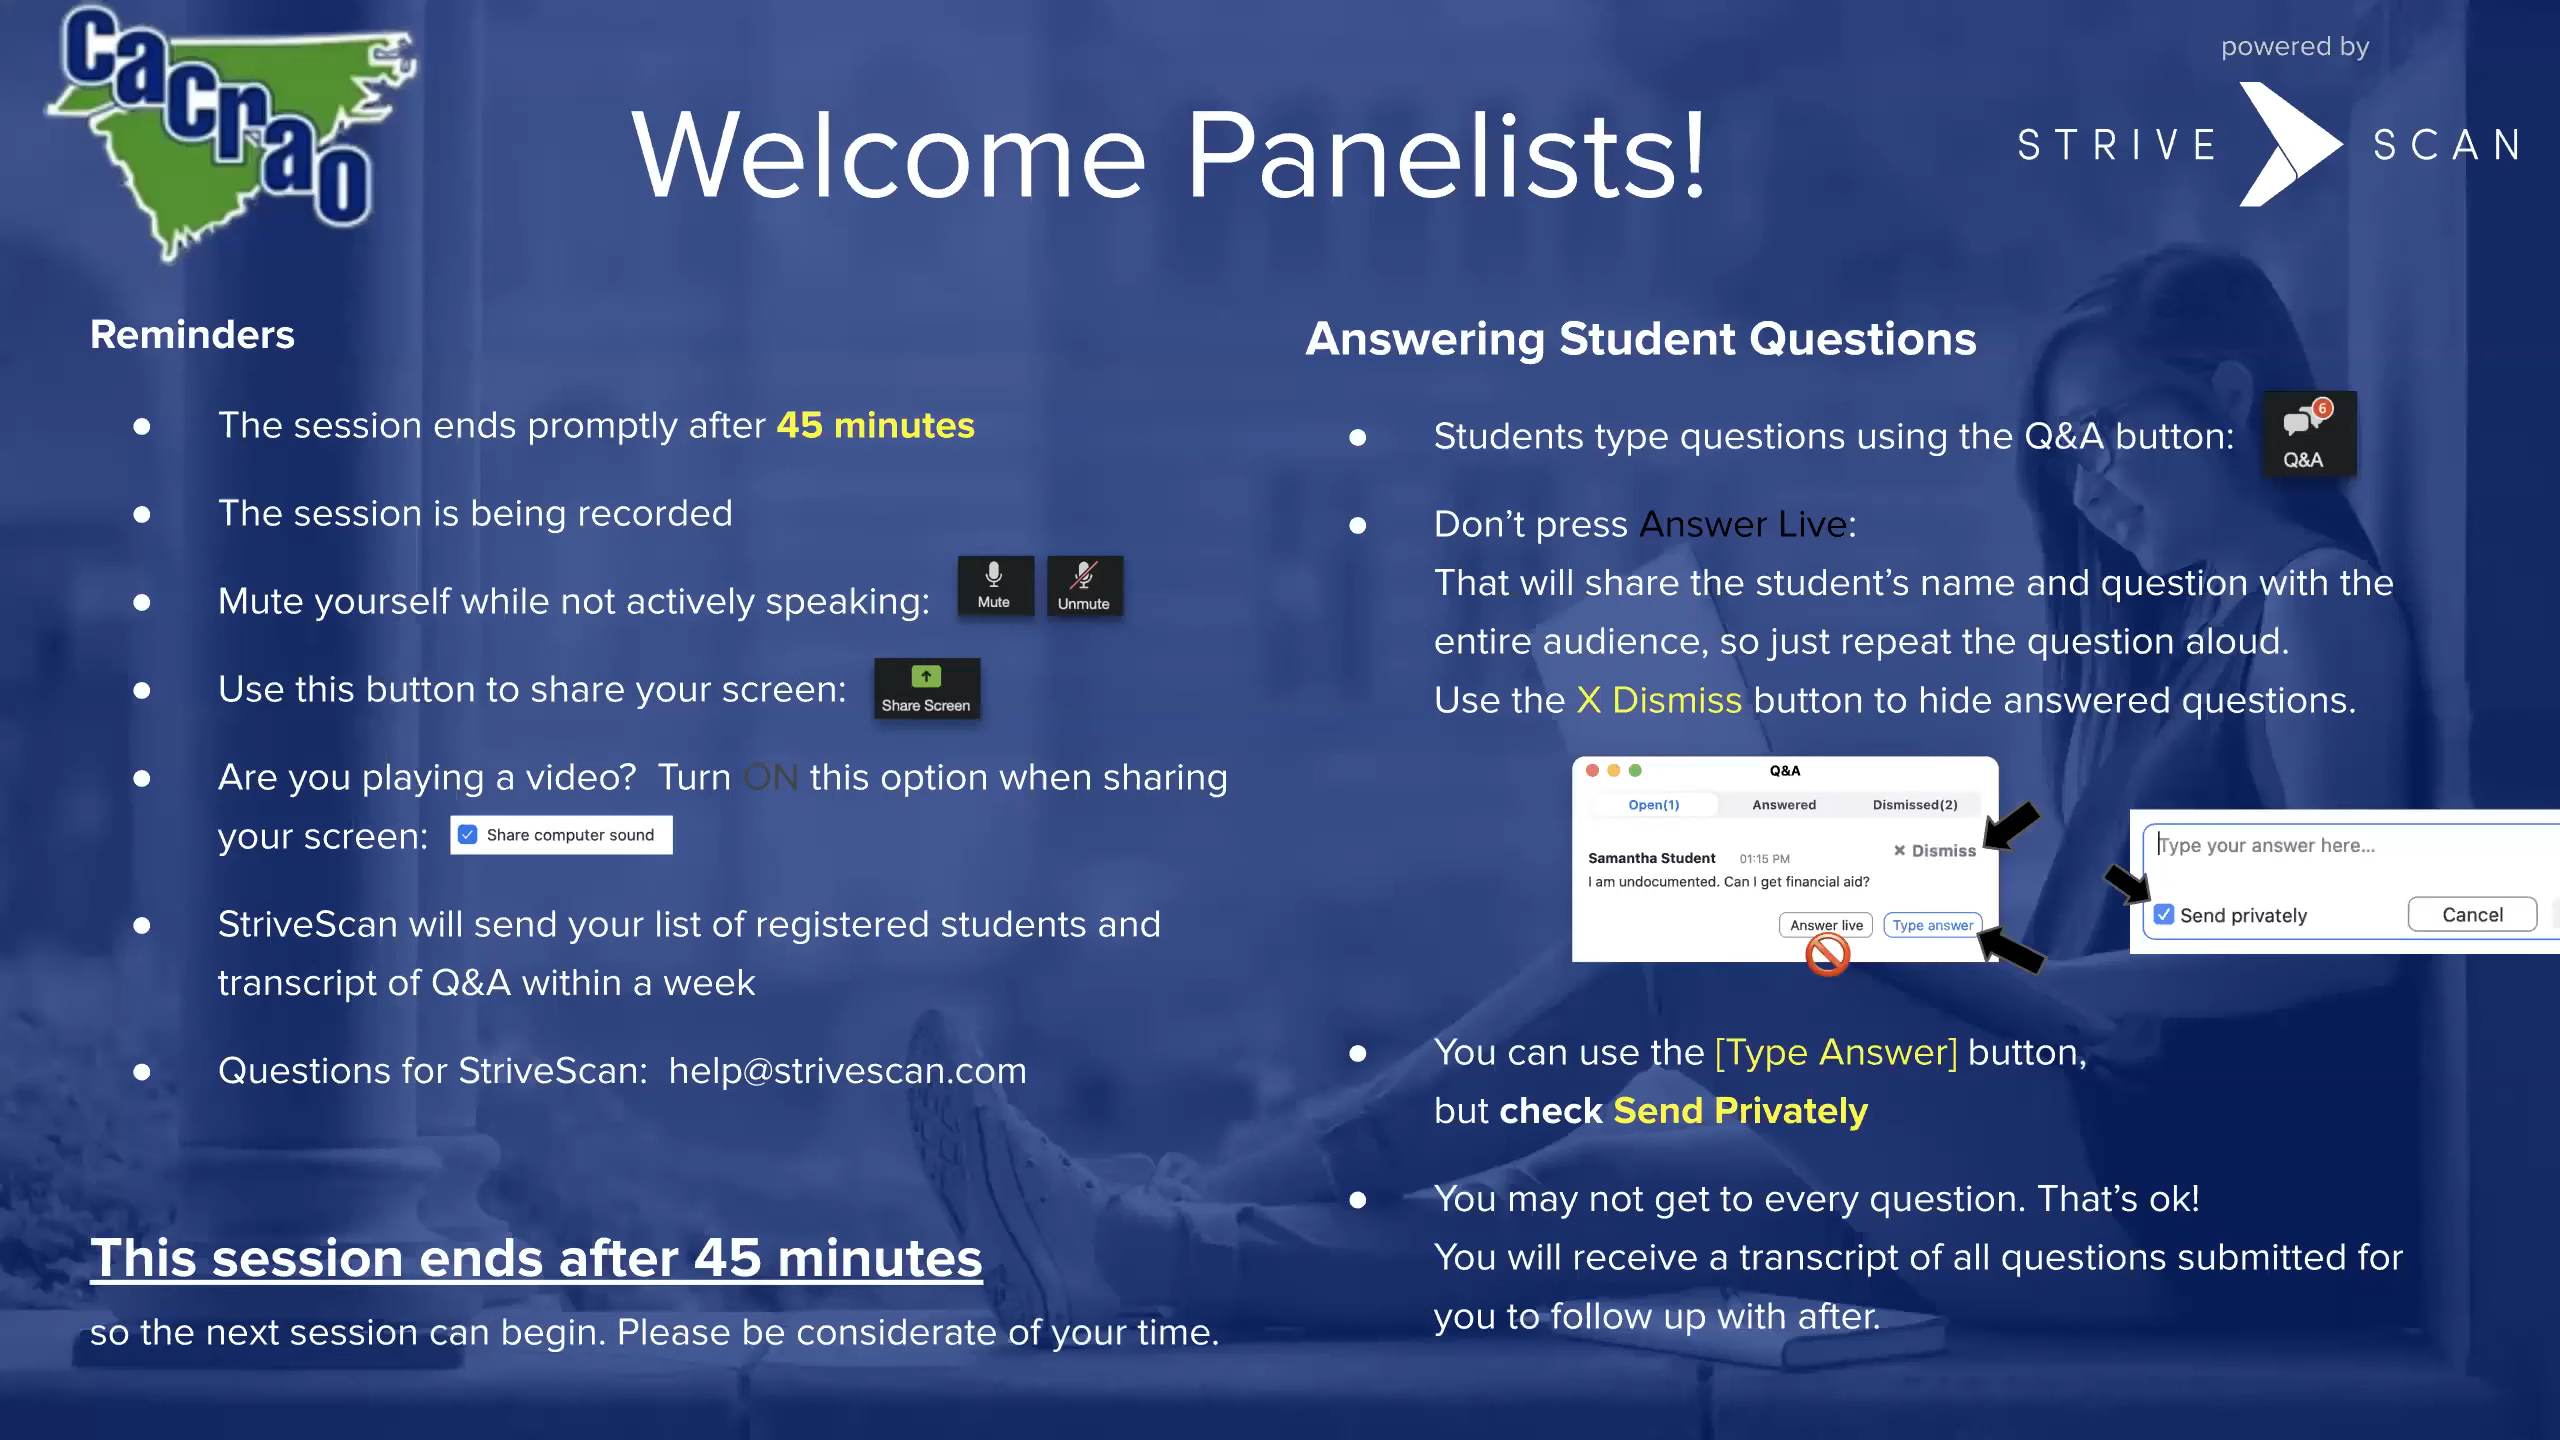 cacrao
powered by
STRIVE SCAN
Welcome Panelists!
Reminders
● The session ends promptly after 45 minutes
● The session is being recorded
● Mute yourself while not actively speaking:
Mute
Unmute
● Use this button to share your screen:
Share Screen
● Are you playing a video? Turn ON this option when sharing
your screen:
Share computer sound
● StriveScan will send your list of registered students and
transcript of Q&A within a week
● Questions for StriveScan: help@strivescan.com
This session ends after 45 minutes
so the next session can begin. Please be considerate of your time.
Answering Student Questions
● Students type questions using the Q&A button:
6
Q&A
● Don’t press Answer Live:
That will share the student’s name and question with the
entire audience, so just repeat the question aloud.
Use the X Dismiss button to hide answered questions.
Q&A
Open(1) Answered Dismissed(2)
× Dismiss
Samantha Student 01:15 PM
I am undocumented. Can I get financial aid?
Answer live Type answer
Type your answer here...
Send privately Cancel
● You can use the [Type Answer] button,
but check Send Privately
● You may not get to every question. That’s ok!
You will receive a transcript of all questions submitted for
you to follow up with after.